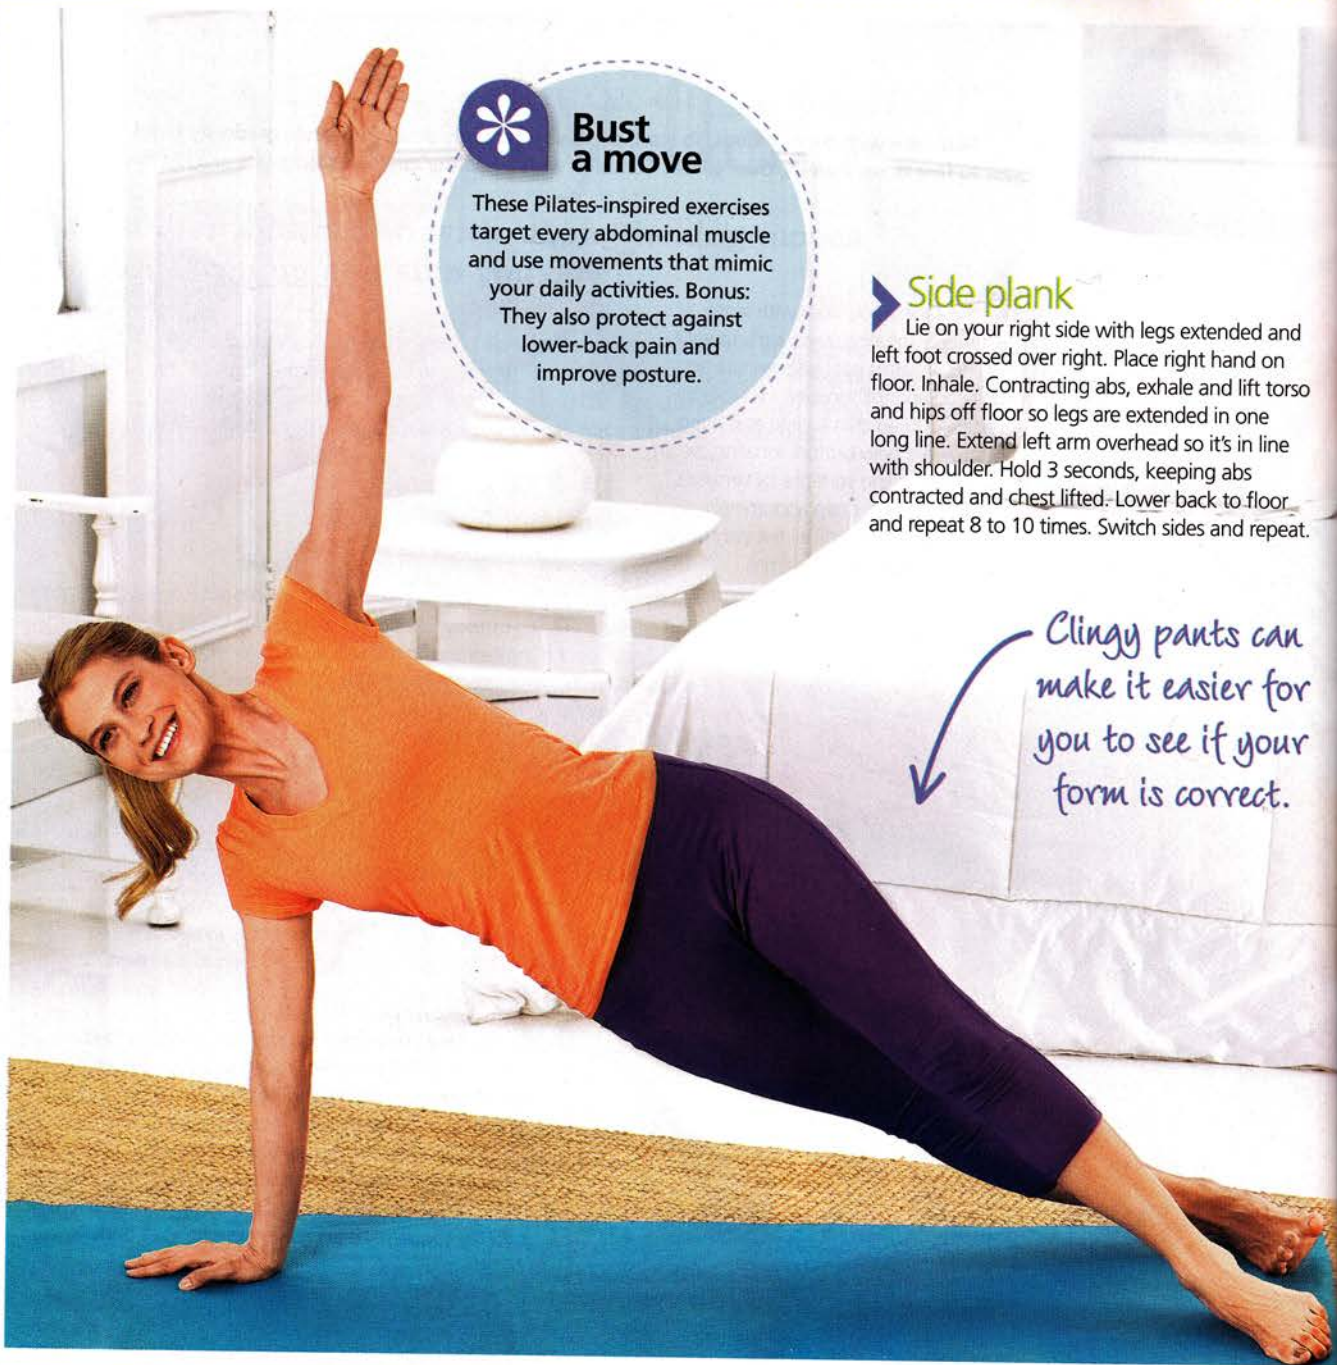 Bust
a move
These Pilates-inspired exercises
target every abdominal muscle
and use movements that mimic
your daily activities. Bonus:
They also protect against
lower-back pain and
improve posture.
Side plank
Lie on your right side with legs extended and
left foot crossed over right. Place right hand on
floor. Inhale. Contracting abs, exhale and lift torso
and hips off floor so legs are extended in one
long line. Extend left arm overhead so it's in line
with shoulder. Hold 3 seconds, keeping abs
contracted and chest lifted. Lower back to floor
and repeat 8 to 10 times. Switch sides and repeat.
Clingy pants can
make it easier for
you to see if your
form is correct.